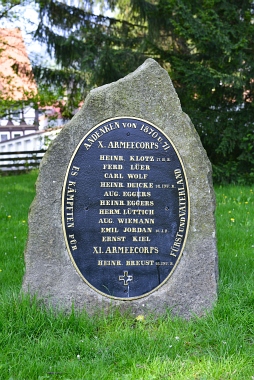 ANDENKEN VON 1870 U. 71
X. ARMEECORPS
HEINR. KLOTZ
FERD. LÜER
CARL WOLF
HEINR. DEICKE
AUG. EGGERS
HEINR. EGGERS
HERM. LÜTTICH
AUG. WIEMANN
EMIL JORDAN
ERNST KIEL
XI. ARMEECORPS
HEINR. BREUST
ES KÄMPFTEN FÜR
FÜRST UND VATERLAND